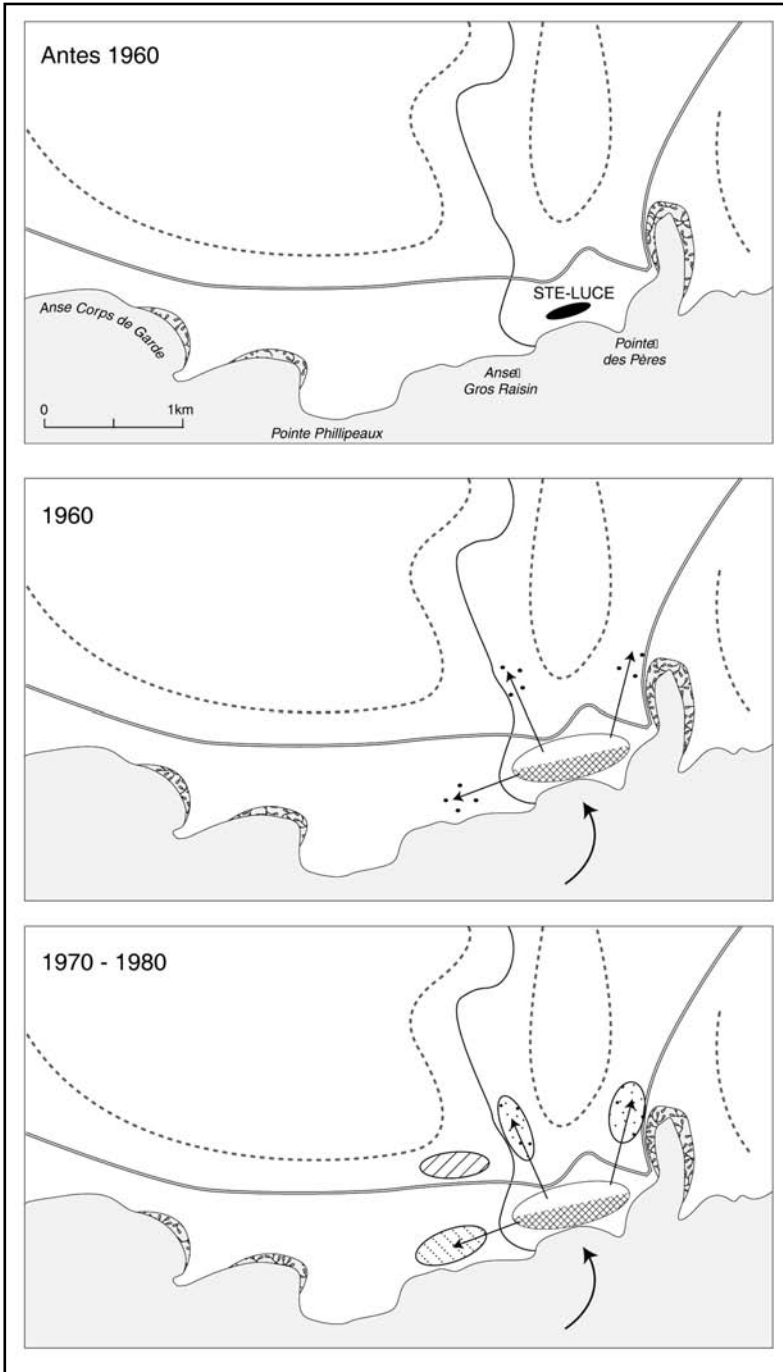 Antes 1960
STE-LUCE
Anse Corps de Garde
Pointe
des Pères
Anse
Gros Raisin
0 1km
Pointe Phillipeaux
1960
1970 - 1980